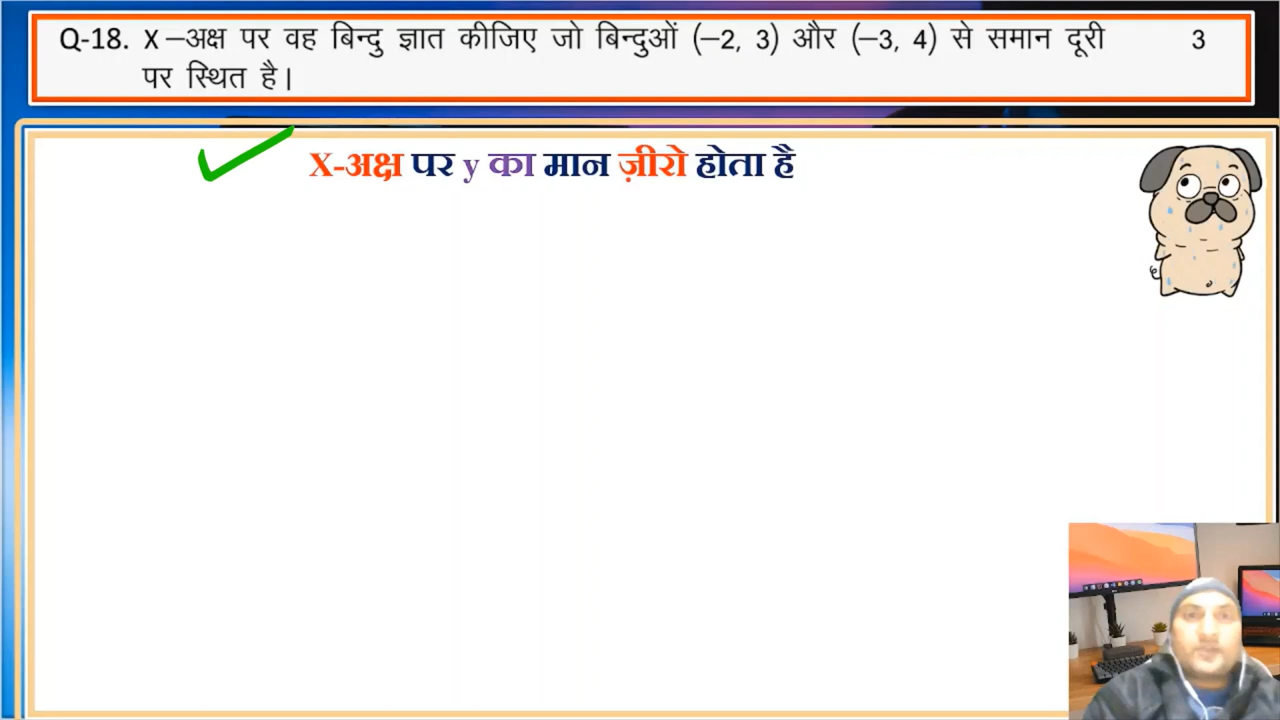 Q-18. X –अक्ष पर वह बिन्दु ज्ञात कीजिए जो बिन्दुओं (–2, 3) और (–3, 4) से समान दूरी 3
पर स्थित है।
X-अक्ष पर y का मान ज़ीरो होता है